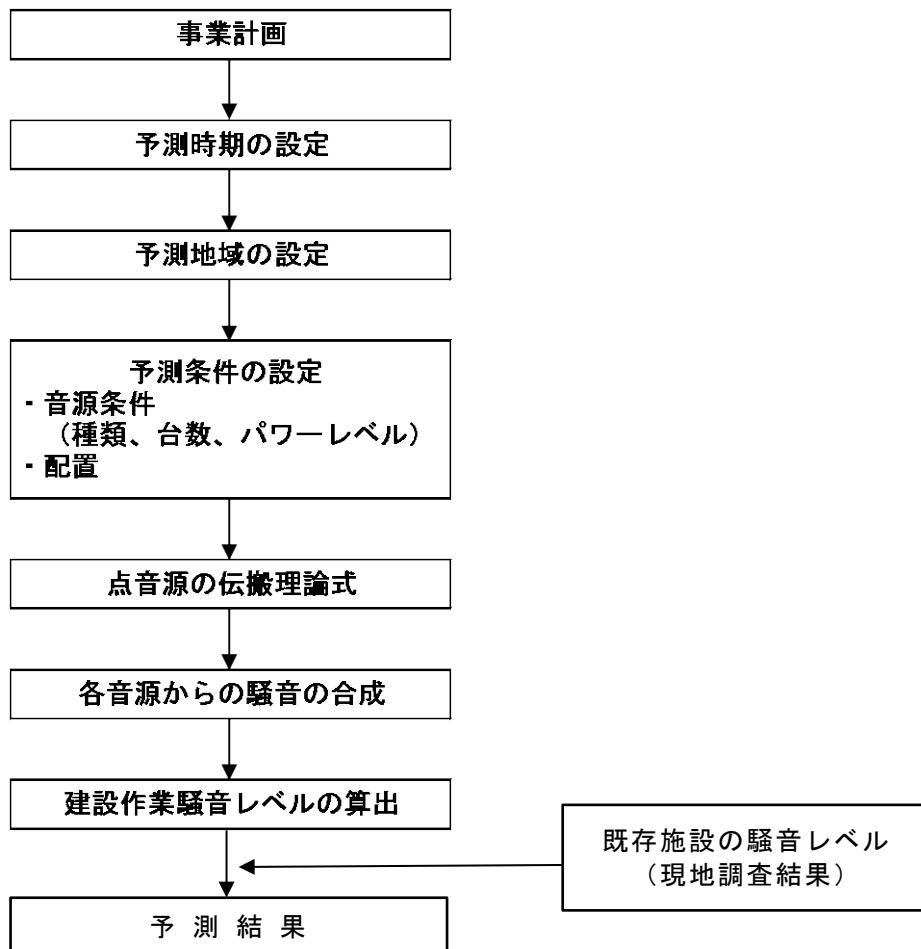 事業計画
予測時期の設定
予測地域の設定
予測条件の設定
・音源条件
（種類、台数、パワーレベル）
・配置
点音源の伝搬理論式
各音源からの騒音の合成
建設作業騒音レベルの算出
既存施設の騒音レベル
（現地調査結果）
予 測 結 果